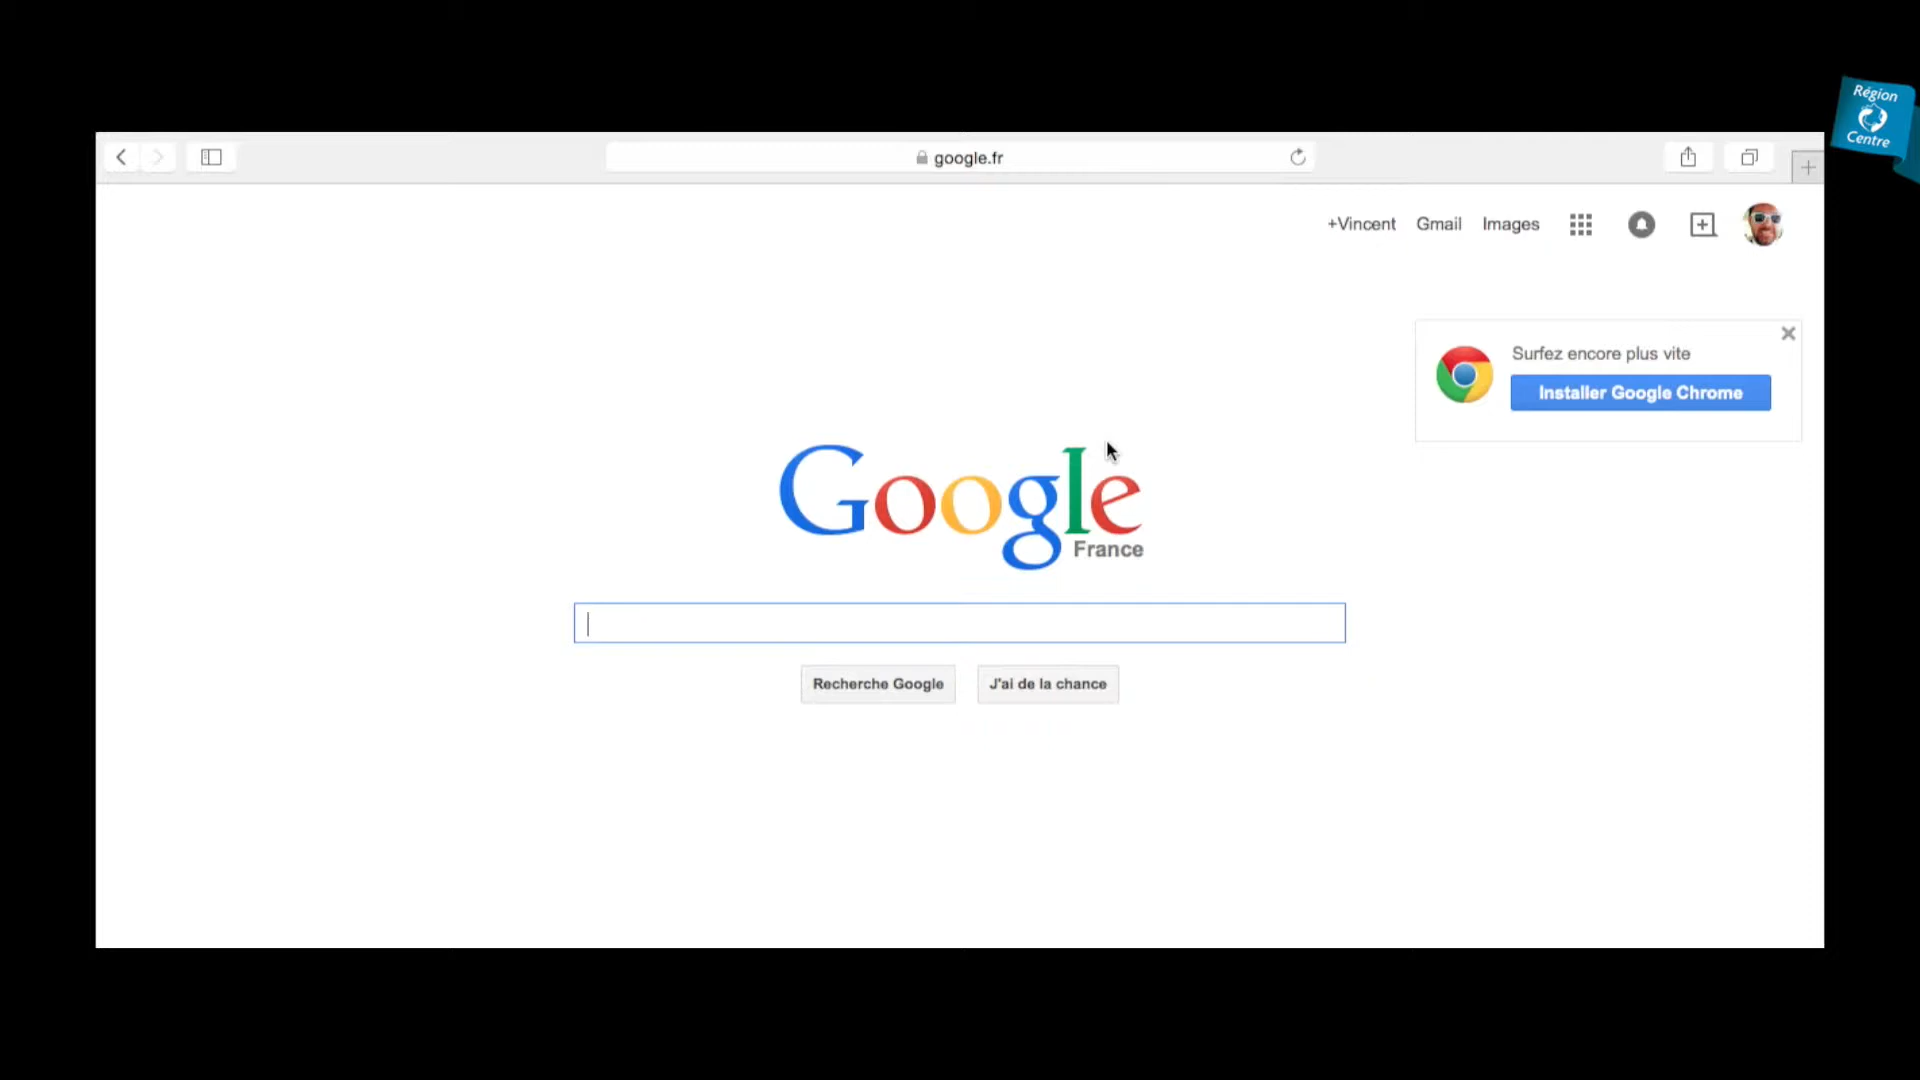 Région
Centre
google.fr
+Vincent Gmail Images
Surfez encore plus vite
Installer Google Chrome
Google
France
Recherche Google J'ai de la chance